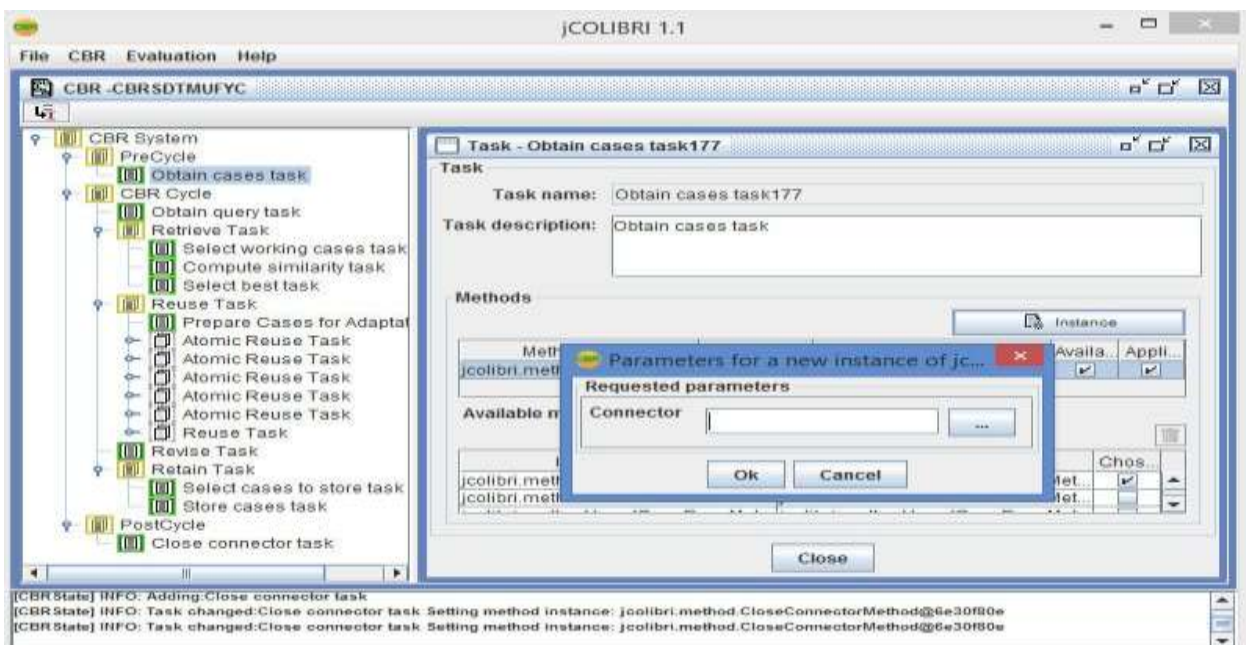 jCOLIBRI 1.1
File CBR Evaluation Help
CBR -CBRSDTMUFYC
CBR System
PreCycle
Obtain cases task
CBR Cycle
Obtain query task
Retrieve Task
Select working cases task
Compute similarity task
Select best task
Reuse Task
Prepare Cases for Adaptat
Atomic Reuse Task
Atomic Reuse Task
Atomic Reuse Task
Atomic Reuse Task
Atomic Reuse Task
Reuse Task
Revise Task
Retain Task
Select cases to store task
Store cases task
PostCycle
Close connector task
Task - Obtain cases task177
Task
Task name: Obtain cases task177
Task description: Obtain cases task
Methods
Instance
Meth Availa... Appli...
jcolibri.meth
Parameters for a new instance of jc...
Requested parameters
Connector ...
Ok Cancel
Available m
Chos...
jcolibri.meth Met...
jcolibri.meth Met...
Close
[CBRState] INFO: Adding:Close connector task
[CBRState] INFO: Task changed:Close connector task Setting method instance: jcolibri.method.CloseConnectorMethod@6e30f80e
[CBRState] INFO: Task changed:Close connector task Setting method instance: jcolibri.method.CloseConnectorMethod@6e30f80e